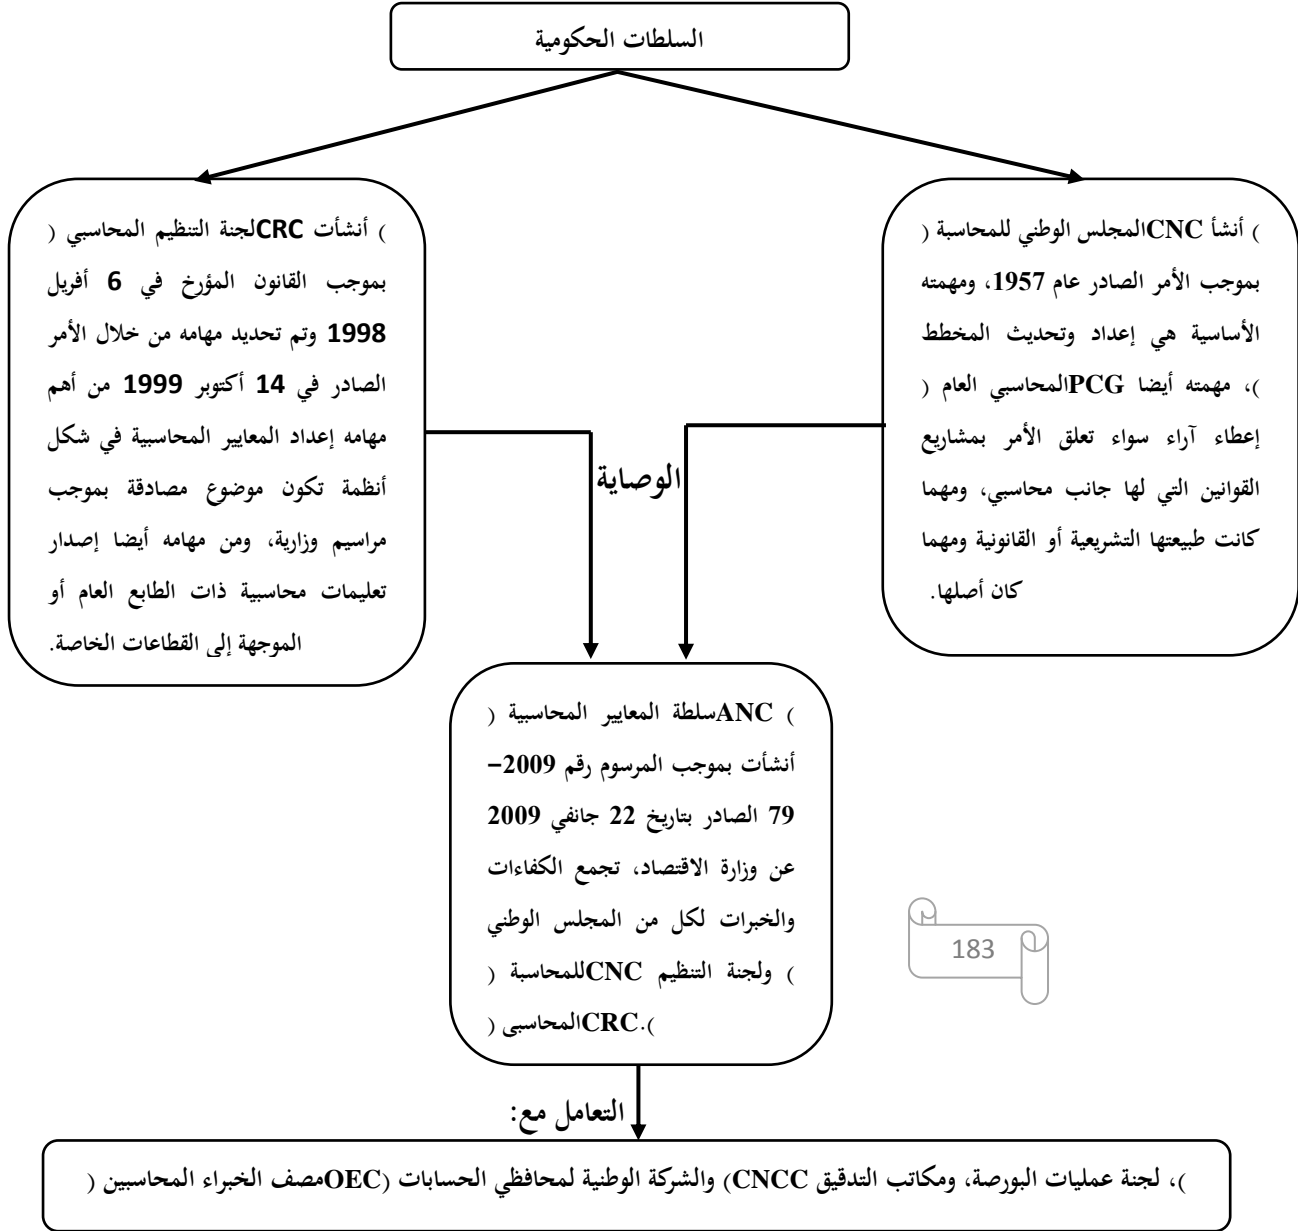 السلطات الحكومية
) أنشأ CNCالمجلس الوطني للمحاسبة (
بموجب الأمر الصادر عام 1957، ومهمته
الأساسية هي إعداد وتحديث المخطط
)، مهمته أيضا PCGالمحاسبي العام (
إعطاء آراء سواء تعلق الأمر بمشاريع
القوانين التي لها جانب محاسبي، ومهما
كانت طبيعتها التشريعية أو القانونية ومهما
كان أصلها.
) أنشأت CRCلجنة التنظيم المحاسبي (
بموجب القانون المؤرخ في 6 أفريل
1998 وتم تحديد مهامه من خلال الأمر
الصادر في 14 أكتوبر 1999 من أهم
مهامه إعداد المعايير المحاسبية في شكل
أنظمة تكون موضوع مصادقة بموجب
مراسيم وزارية، ومن مهامه أيضا إصدار
تعليمات محاسبية ذات الطابع العام أو
الموجهة إلى القطاعات الخاصة.
الوصاية
) ANCسلطة المعايير المحاسبية (
أنشأت بموجب المرسوم رقم 2009–
79 الصادر بتاريخ 22 جانفي 2009
عن وزارة الاقتصاد، تجمع الكفاءات
والخبرات لكل من المجلس الوطني
) ولجنة التنظيم CNCللمحاسبة (
).CRCالمحاسبي (
183
التعامل مع:
)، لجنة عمليات البورصة، ومكاتب التدقيق CNCC) والشركة الوطنية لمحافظي الحسابات (OECمصف الخبراء المحاسبين (